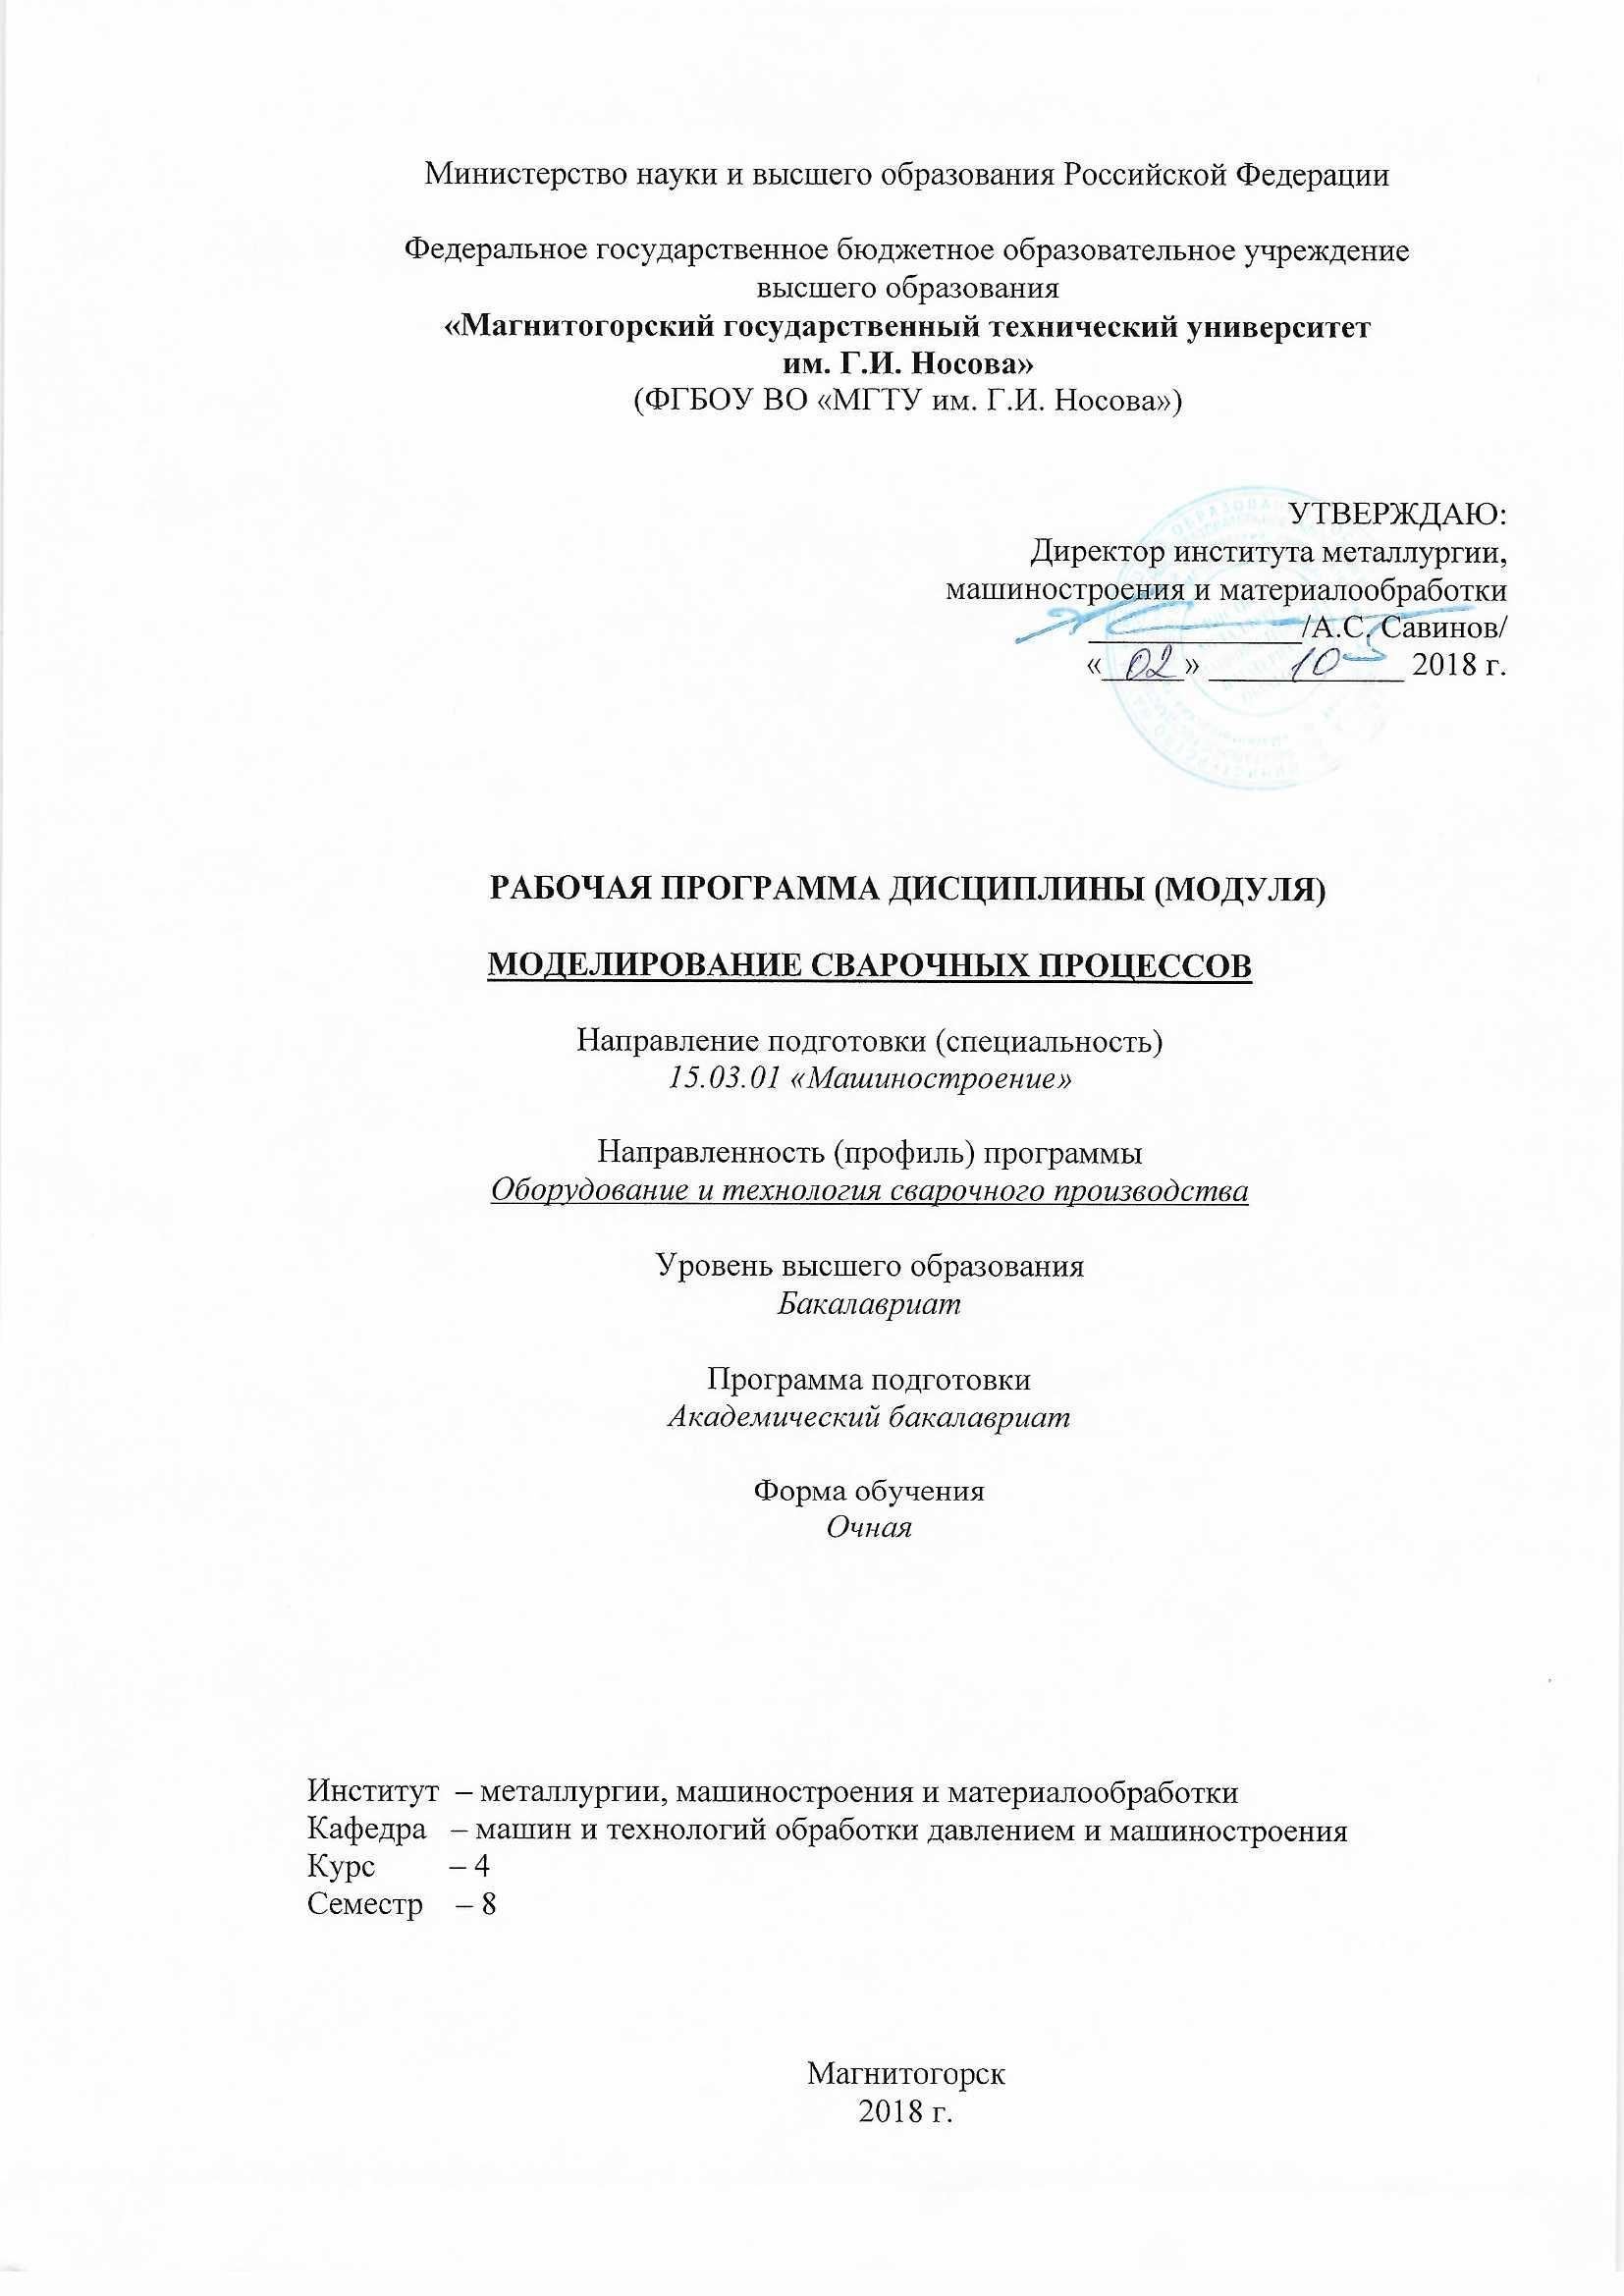 Министерство науки и высшего образования Российской Федерации
Федеральное государственное бюджетное образовательное учреждение
высшего образования
«Магнитогорский государственный технический университет
им. Г.И. Носова»
(ФГБОУ ВО «МГТУ им. Г.И. Носова»)
УТВЕРЖДАЮ:
Директор института металлургии,
машиностроения и материалообработки
_____________/А.С. Савинов/
«_02_» ____10____ 2018 г.
РАБОЧАЯ ПРОГРАММА ДИСЦИПЛИНЫ (МОДУЛЯ)
МОДЕЛИРОВАНИЕ СВАРОЧНЫХ ПРОЦЕССОВ
Направление подготовки (специальность)
15.03.01 «Машиностроение»
Направленность (профиль) программы
Оборудование и технология сварочного производства
Уровень высшего образования
Бакалавриат
Программа подготовки
Академический бакалавриат
Форма обучения
Очная
Институт – металлургии, машиностроения и материалообработки
Кафедра – машин и технологий обработки давлением и машиностроения
Курс – 4
Семестр – 8
Магнитогорск
2018 г.